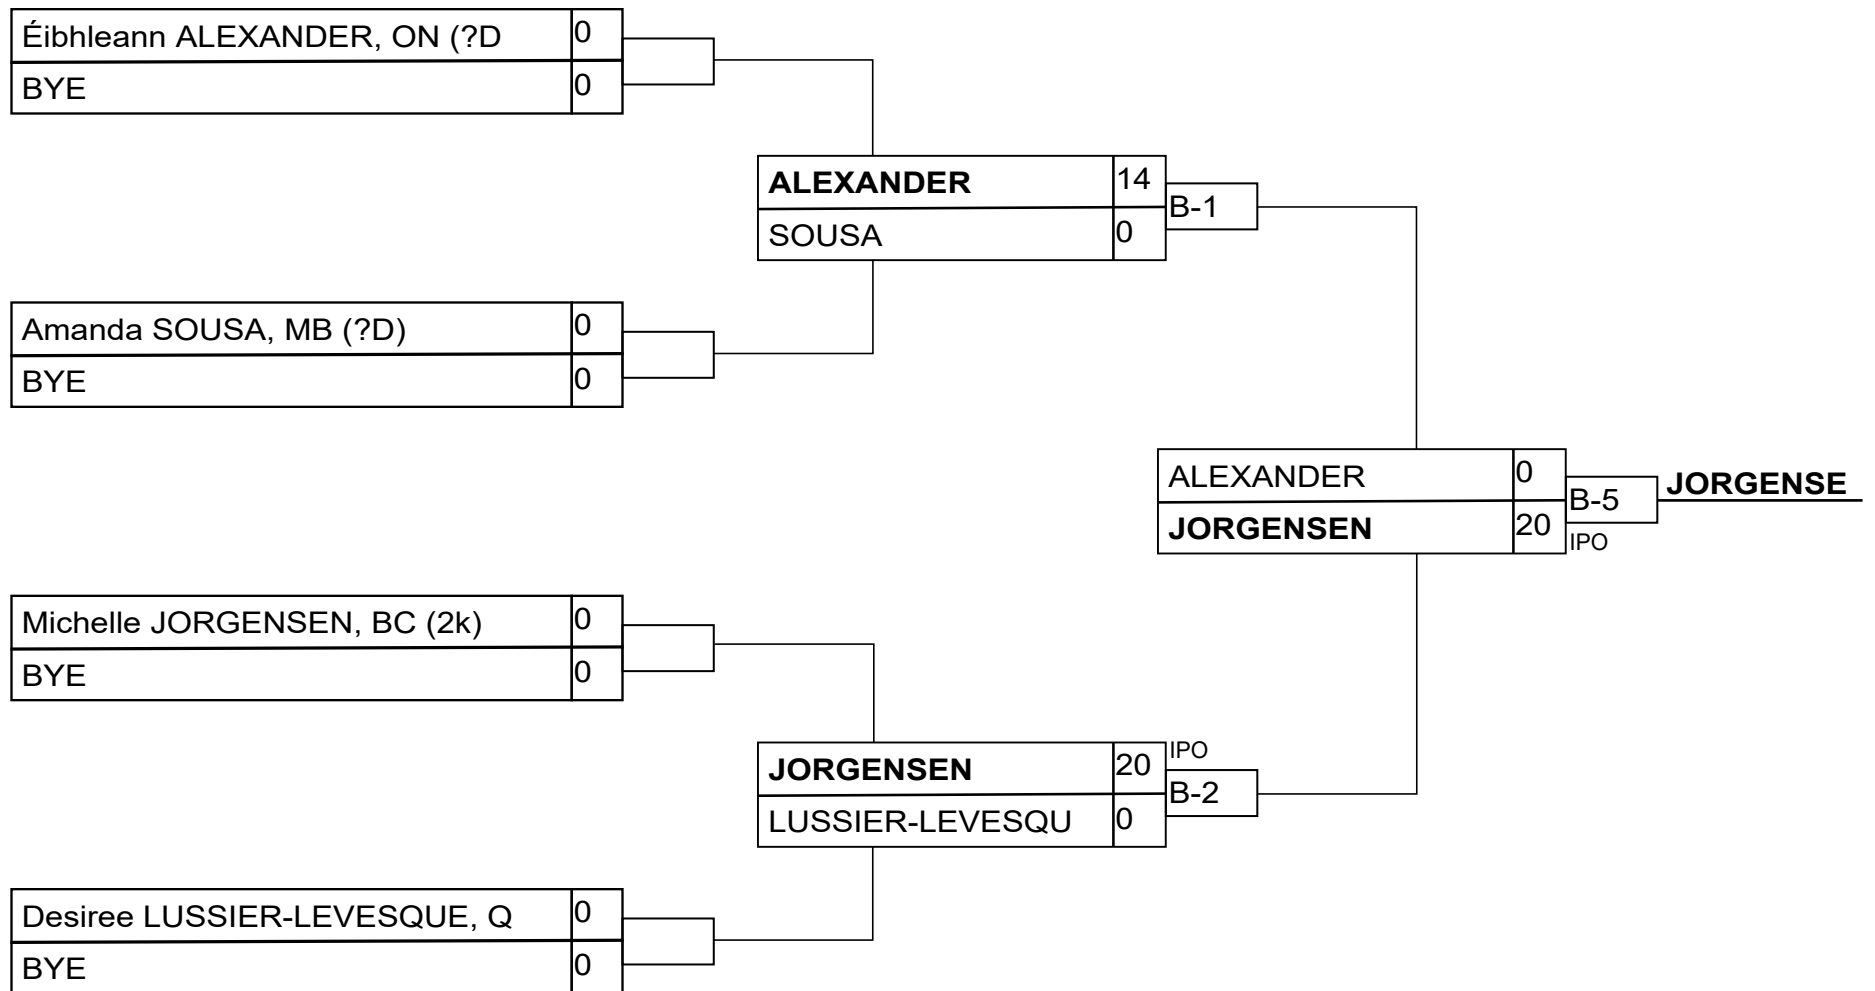 Éibhleann ALEXANDER, ON (?D 0
BYE 0
ALEXANDER 14
SOUSA 0
B-1
Amanda SOUSA, MB (?D) 0
BYE 0
ALEXANDER 0
JORGENSEN 20
B-5
IPO
JORGENSE
Michelle JORGENSEN, BC (2k) 0
BYE 0
JORGENSEN 20
LUSSIER-LEVESQU 0
IPO
B-2
Desiree LUSSIER-LEVESQUE, Q 0
BYE 0